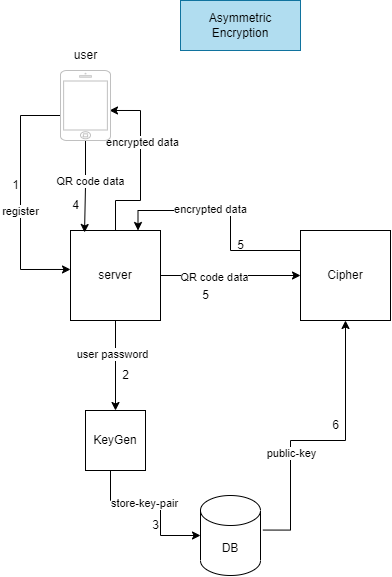 Asymmetric
Encryption
user
encrypted data
1
QR code data
4
register
encrypted data
5
server
QR code data
5
Cipher
user password
2
KeyGen
6
public-key
store-key-pair
3
DB